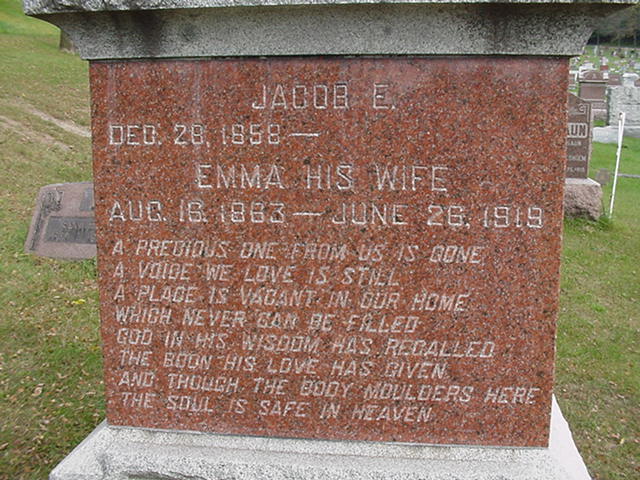 JACOB E.
DEC. 28, 1858 —
EMMA HIS WIFE
AUG. 16, 1863 — JUNE 26, 1919
A PRECIOUS ONE FROM US IS GONE
A VOICE WE LOVE IS STILL
A PLACE IS VACANT IN OUR HOME
WHICH NEVER CAN BE FILLED
GOD IN HIS WISDOM HAS RECALLED
THE BOON HIS LOVE HAS GIVEN
AND THOUGH THE BODY MOULDERS HERE
THE SOUL IS SAFE IN HEAVEN